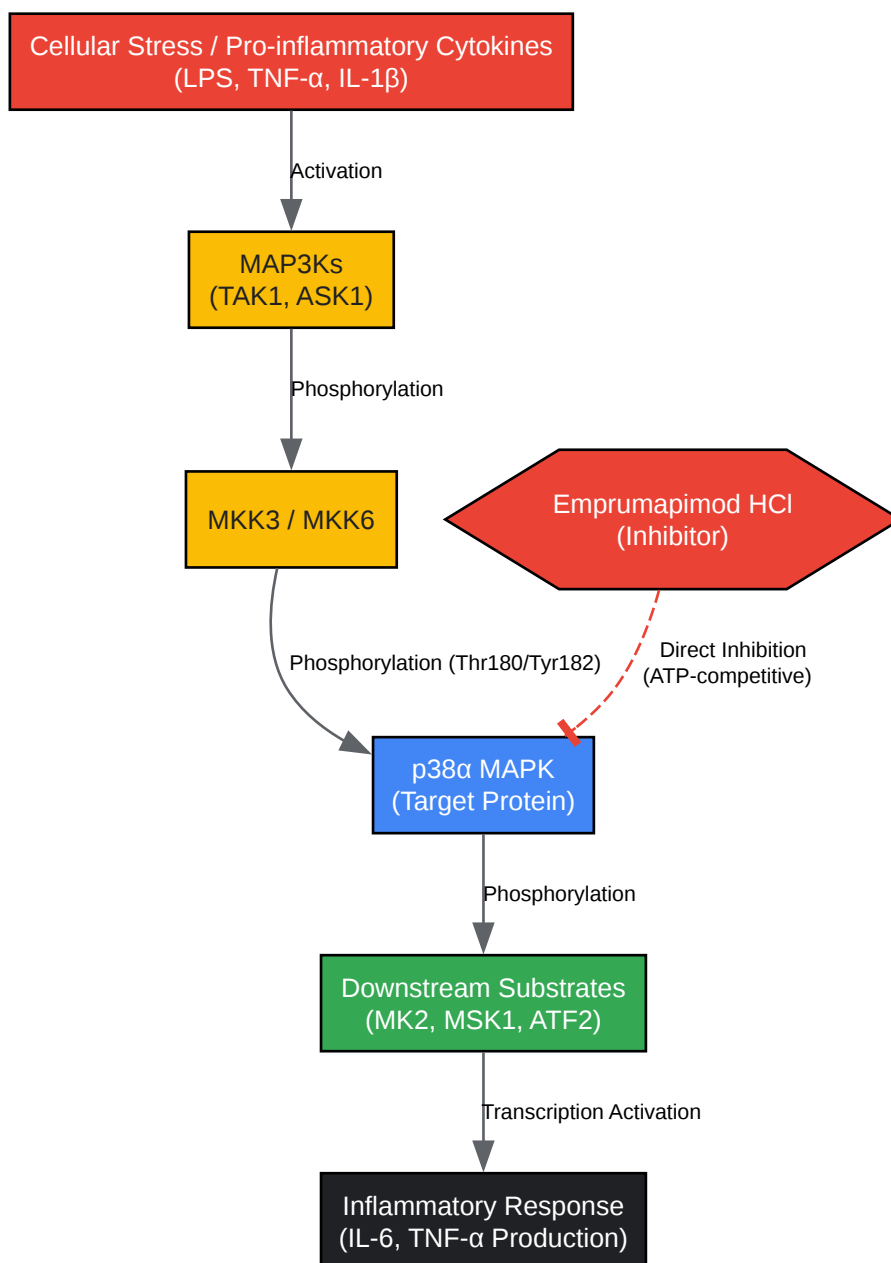 Cellular Stress / Pro-inflammatory Cytokines
(LPS, TNF-α, IL-1β)
Activation
MAP3Ks
(TAK1, ASK1)
Phosphorylation
MKK3 / MKK6
Emprumapimod HCl
(Inhibitor)
Phosphorylation (Thr180/Tyr182)
Direct Inhibition
(ATP-competitive)
p38α MAPK
(Target Protein)
Phosphorylation
Downstream Substrates
(MK2, MSK1, ATF2)
Transcription Activation
Inflammatory Response
(IL-6, TNF-α Production)